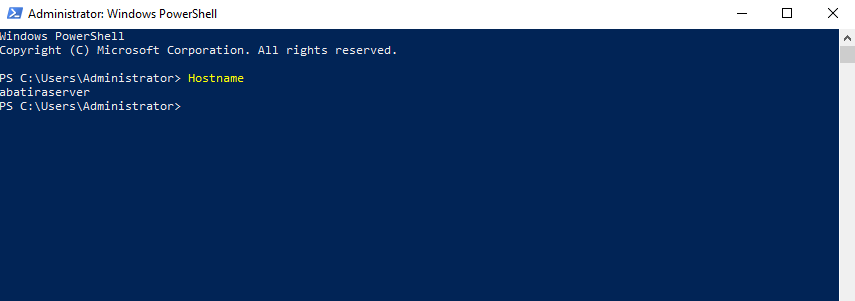 Administrator: Windows PowerShell
Windows PowerShell
Copyright (C) Microsoft Corporation. All rights reserved.
PS C:\Users\Administrator> Hostname
abatiraserver
PS C:\Users\Administrator>